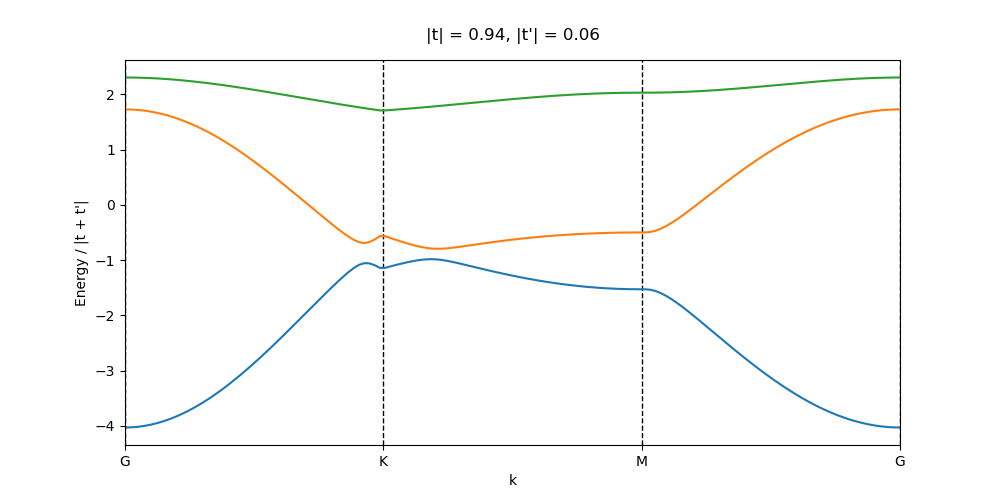 |t| = 0.94, |t'| = 0.06
Energy / |t + t'|
2
1
0
−1
−2
−3
−4
G
K
M
G
k